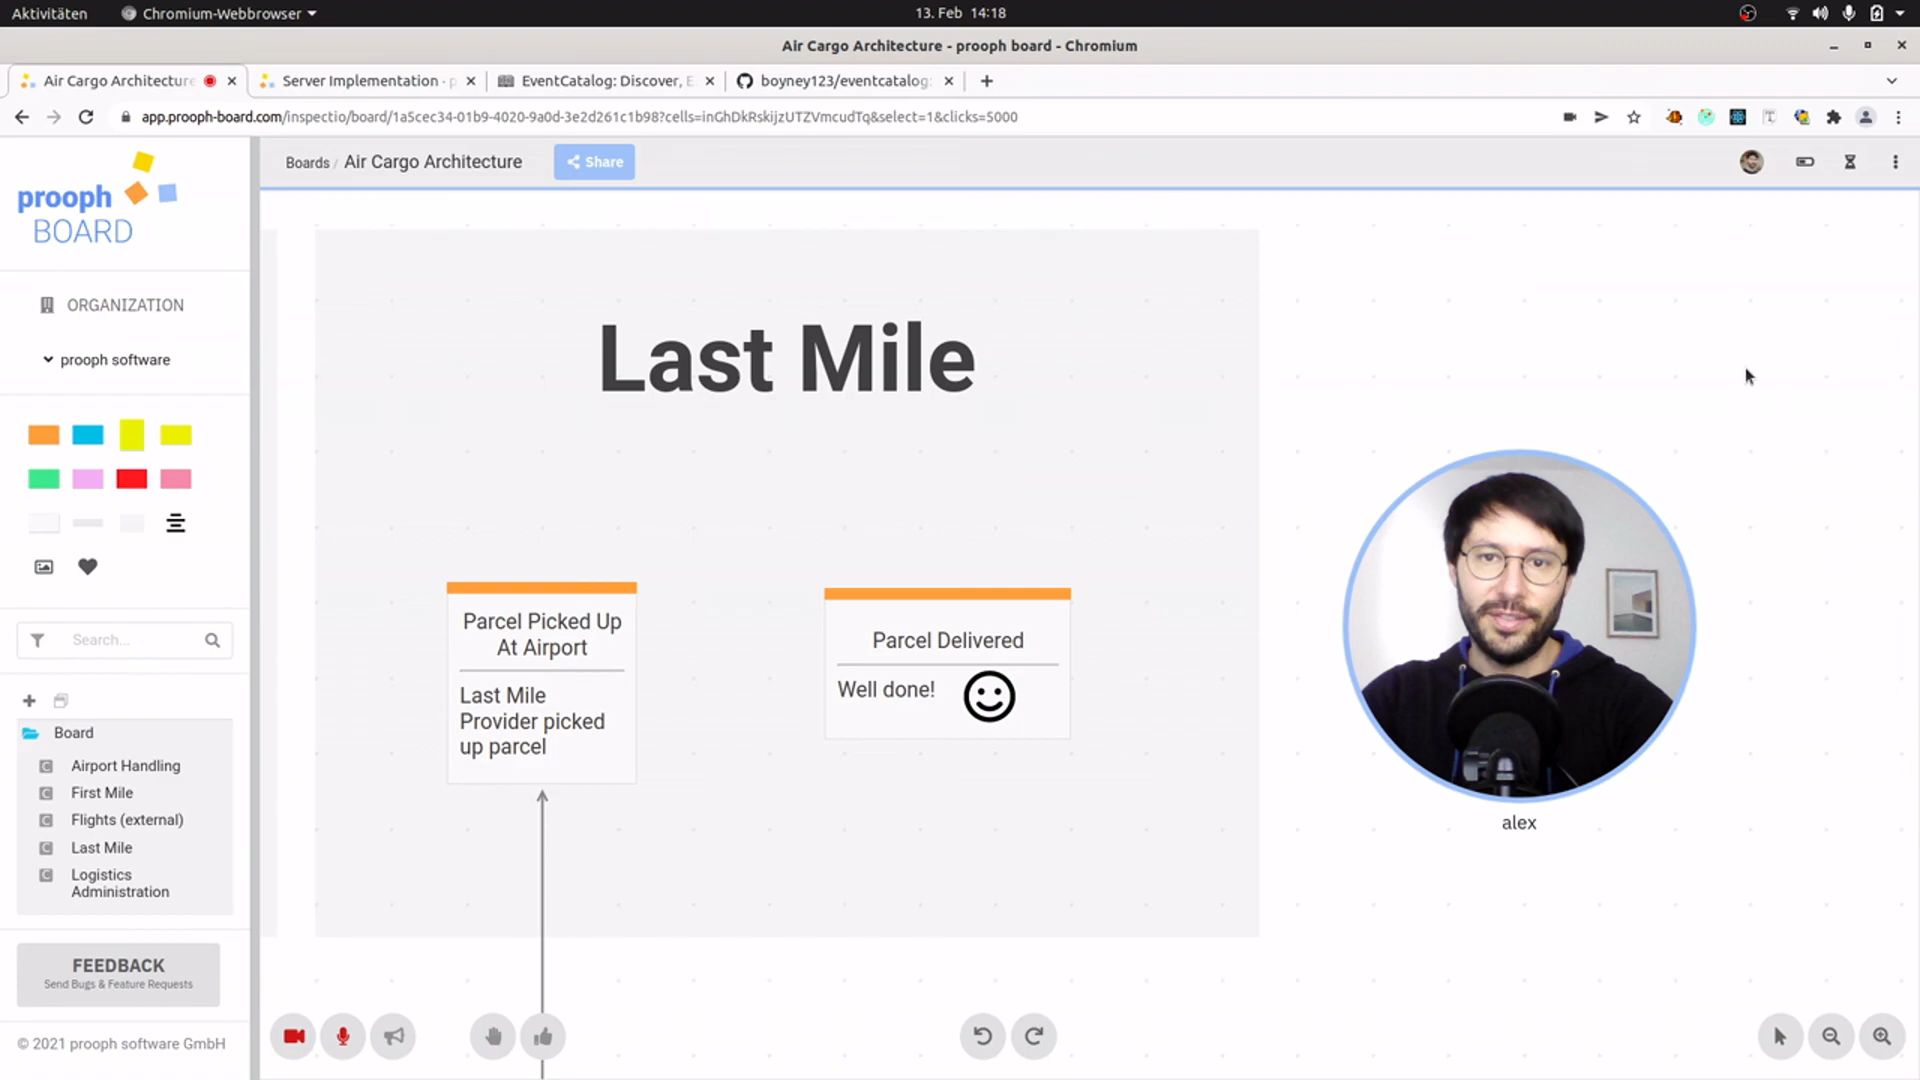 Aktivitäten
Chromium-Webbrowser
13. Feb 14:18
Air Cargo Architecture - prooph board - Chromium
Air Cargo Architecture
Server Implementation - p
EventCatalog: Discover, E
boyney123/eventcatalog:
app.prooph-board.com/inspectio/board/1a5cec34-01b9-4020-9a0d-3e2d261c1b98?cells=inGhDkRskijzUTZVmcudTq&select=1&clicks=5000
prooph
BOARD
Boards / Air Cargo Architecture
Share
ORGANIZATION
prooph software
Search...
Board
Airport Handling
First Mile
Flights (external)
Last Mile
Logistics
Administration
FEEDBACK
Send Bugs & Feature Requests
© 2021 prooph software GmbH
Last Mile
Parcel Picked Up
At Airport
Last Mile
Provider picked
up parcel
Parcel Delivered
Well done!
alex